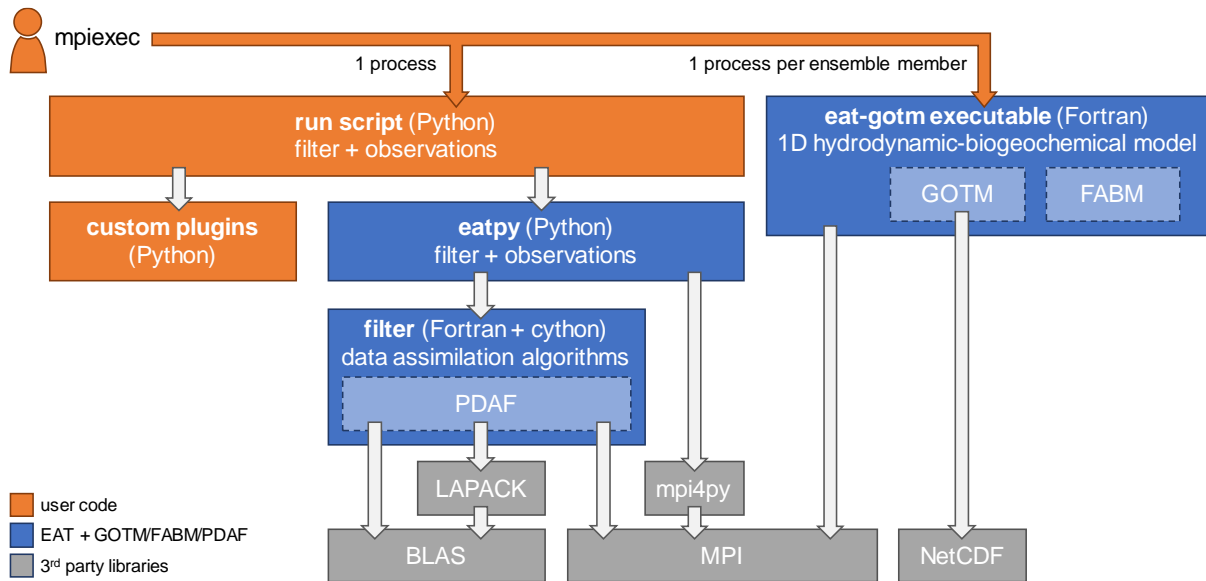 mpiexec
1 process
1 process per ensemble member
run script (Python)
filter + observations
eat-gotm executable (Fortran)
1D hydrodynamic-biogeochemical model
GOTM
FABM
custom plugins
(Python)
eatpy (Python)
filter + observations
filter (Fortran + cython)
data assimilation algorithms
PDAF
LAPACK
mpi4py
BLAS
MPI
NetCDF
user code
EAT + GOTM/FABM/PDAF
3rd party libraries